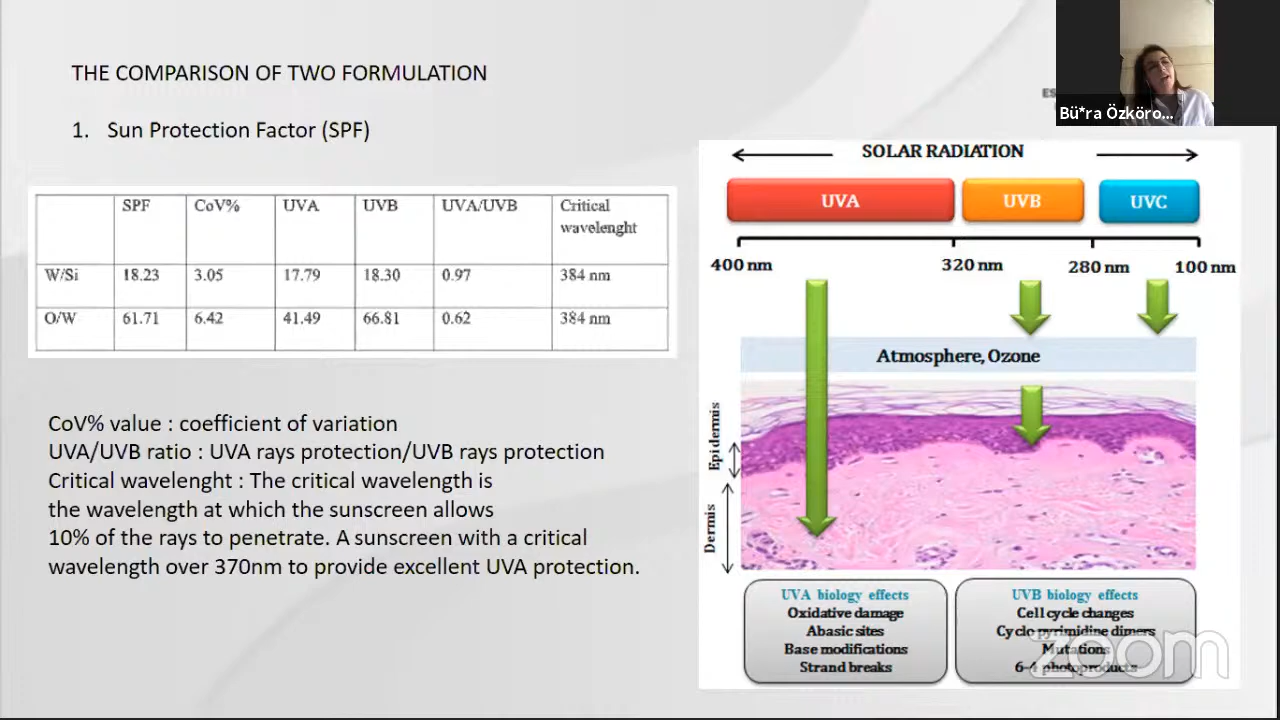 THE COMPARISON OF TWO FORMULATION
1. Sun Protection Factor (SPF)
SPF CoV% UVA UVB UVA/UVB Critical wavelenght
W/Si 18.23 3.05 17.79 18.30 0.97 384 nm
O/W 61.71 6.42 41.49 66.81 0.62 384 nm
CoV% value : coefficient of variation
UVA/UVB ratio : UVA rays protection/UVB rays protection
Critical wavelenght : The critical wavelength is
the wavelength at which the sunscreen allows
10% of the rays to penetrate. A sunscreen with a critical
wavelength over 370nm to provide excellent UVA protection.
ES
Bü*ra Özköro...
SOLAR RADIATION
UVA UVB UVC
400 nm 320 nm 280 nm 100 nm
Atmosphere, Ozone
Epidermis
Dermis
UVA biology effects
Oxidative damage
Abasic sites
Base modifications
Strand breaks
UVB biology effects
Cell cycle changes
Cyclo pyrimidine dimers
Mutations
6-4 photoproducts
zoom